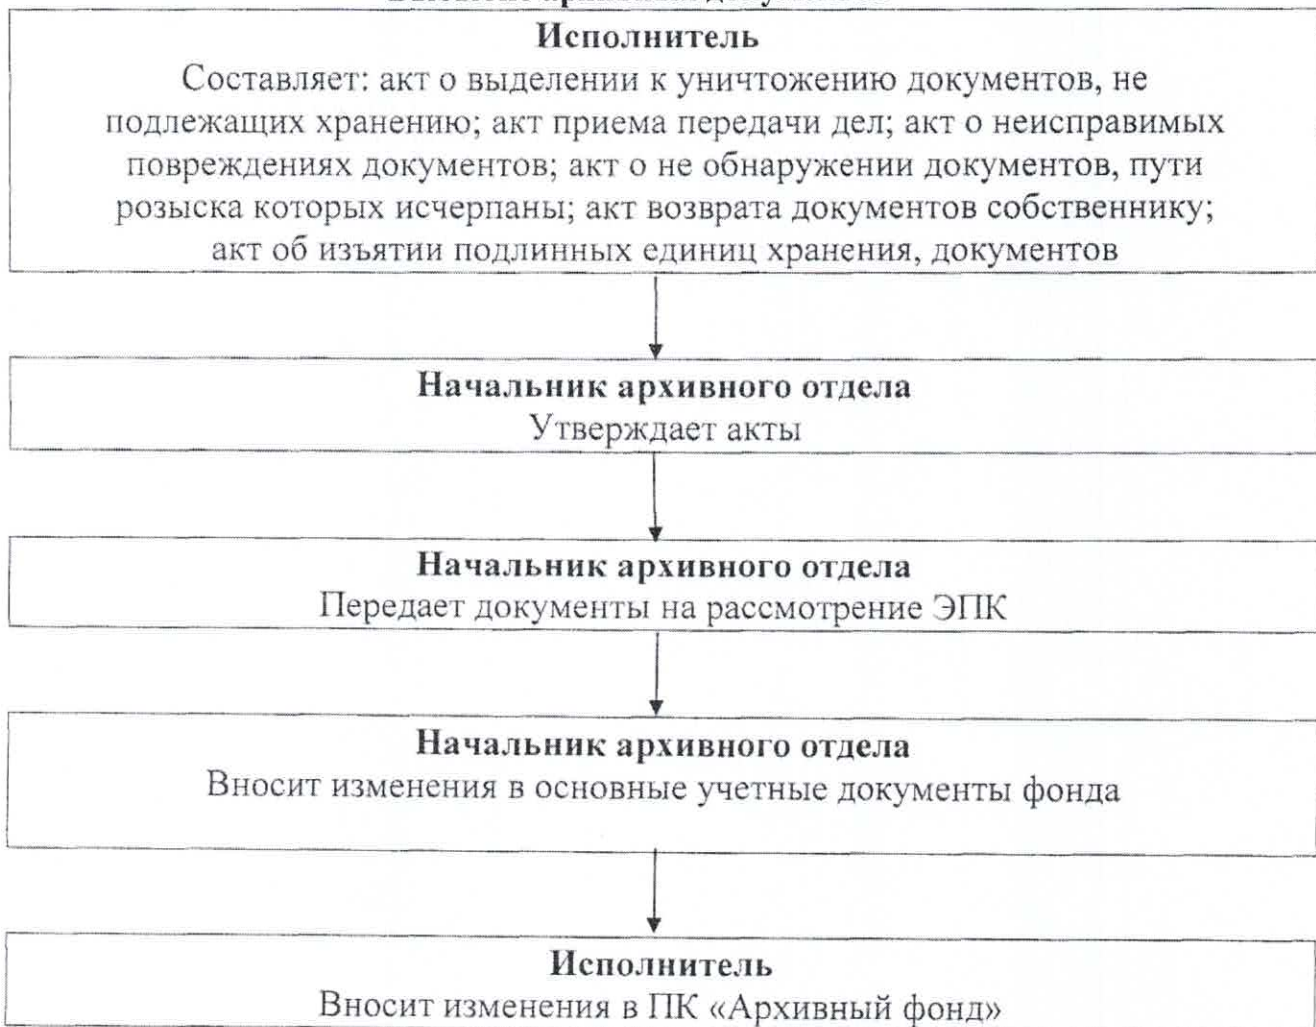 Исполнитель
Составляет: акт о выделении к уничтожению документов, не
подлежащих хранению; акт приема передачи дел; акт о неисправимых
повреждениях документов; акт о не обнаружении документов, пути
розыска которых исчерпаны; акт возврата документов собственнику;
акт об изъятии подлинных единиц хранения, документов
Начальник архивного отдела
Утверждает акты
Начальник архивного отдела
Передает документы на рассмотрение ЭПК
Начальник архивного отдела
Вносит изменения в основные учетные документы фонда
Исполнитель
Вносит изменения в ПК «Архивный фонд»